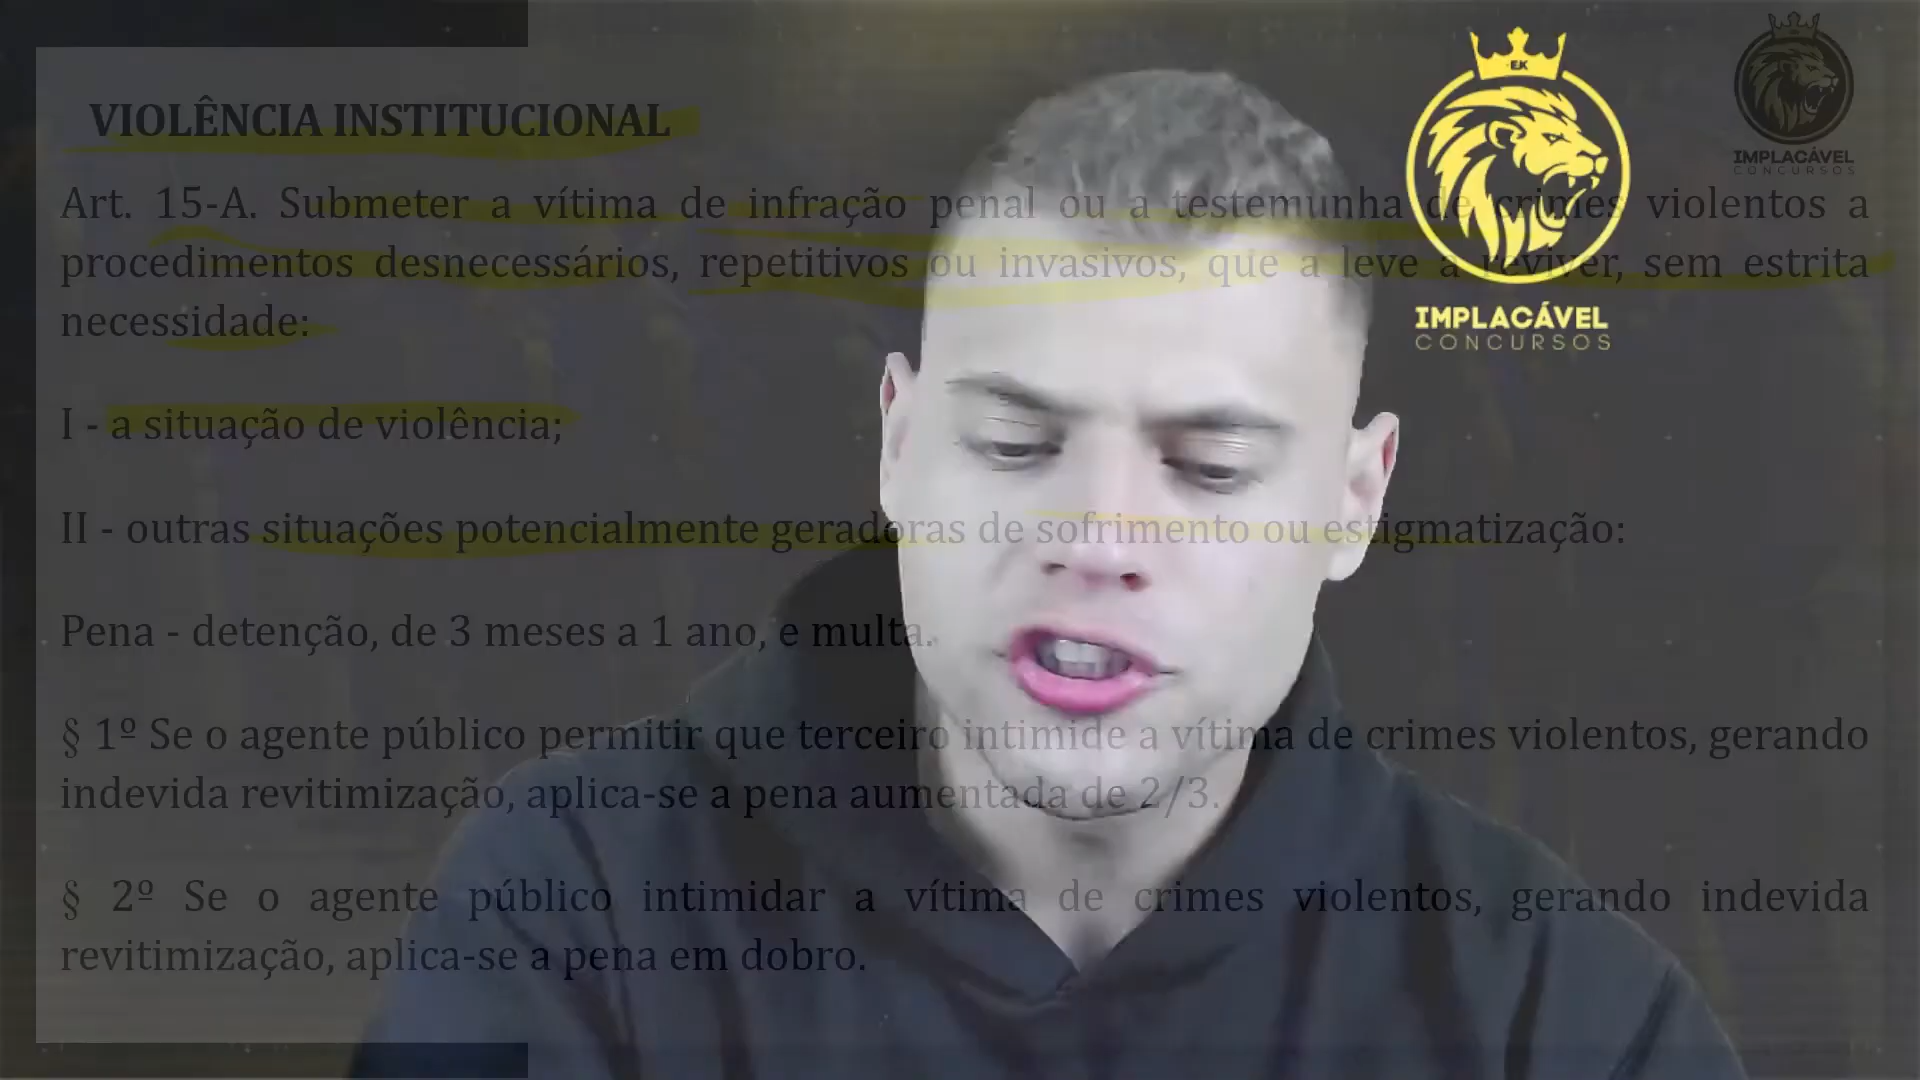 VIOLÊNCIA INSTITUCIONAL
Art. 15-A. Submeter a vítima de infração penal ou a testemunha de crimes violentos a
procedimentos desnecessários, repetitivos ou invasivos, que a leve a reviver, sem estrita
necessidade:
I - a situação de violência;
II - outras situações potencialmente geradoras de sofrimento ou estigmatização:
Pena - detenção, de 3 meses a 1 ano, e multa.
§ 1º Se o agente público permitir que terceiro intimide a vítima de crimes violentos, gerando
indevida revitimização, aplica-se a pena aumentada de 2/3.
§ 2º Se o agente público intimidar a vítima de crimes violentos, gerando indevida
revitimização, aplica-se a pena em dobro.
EK
IMPLACÁVEL
CONCURSOS
IMPLACÁVEL
CONCURSOS